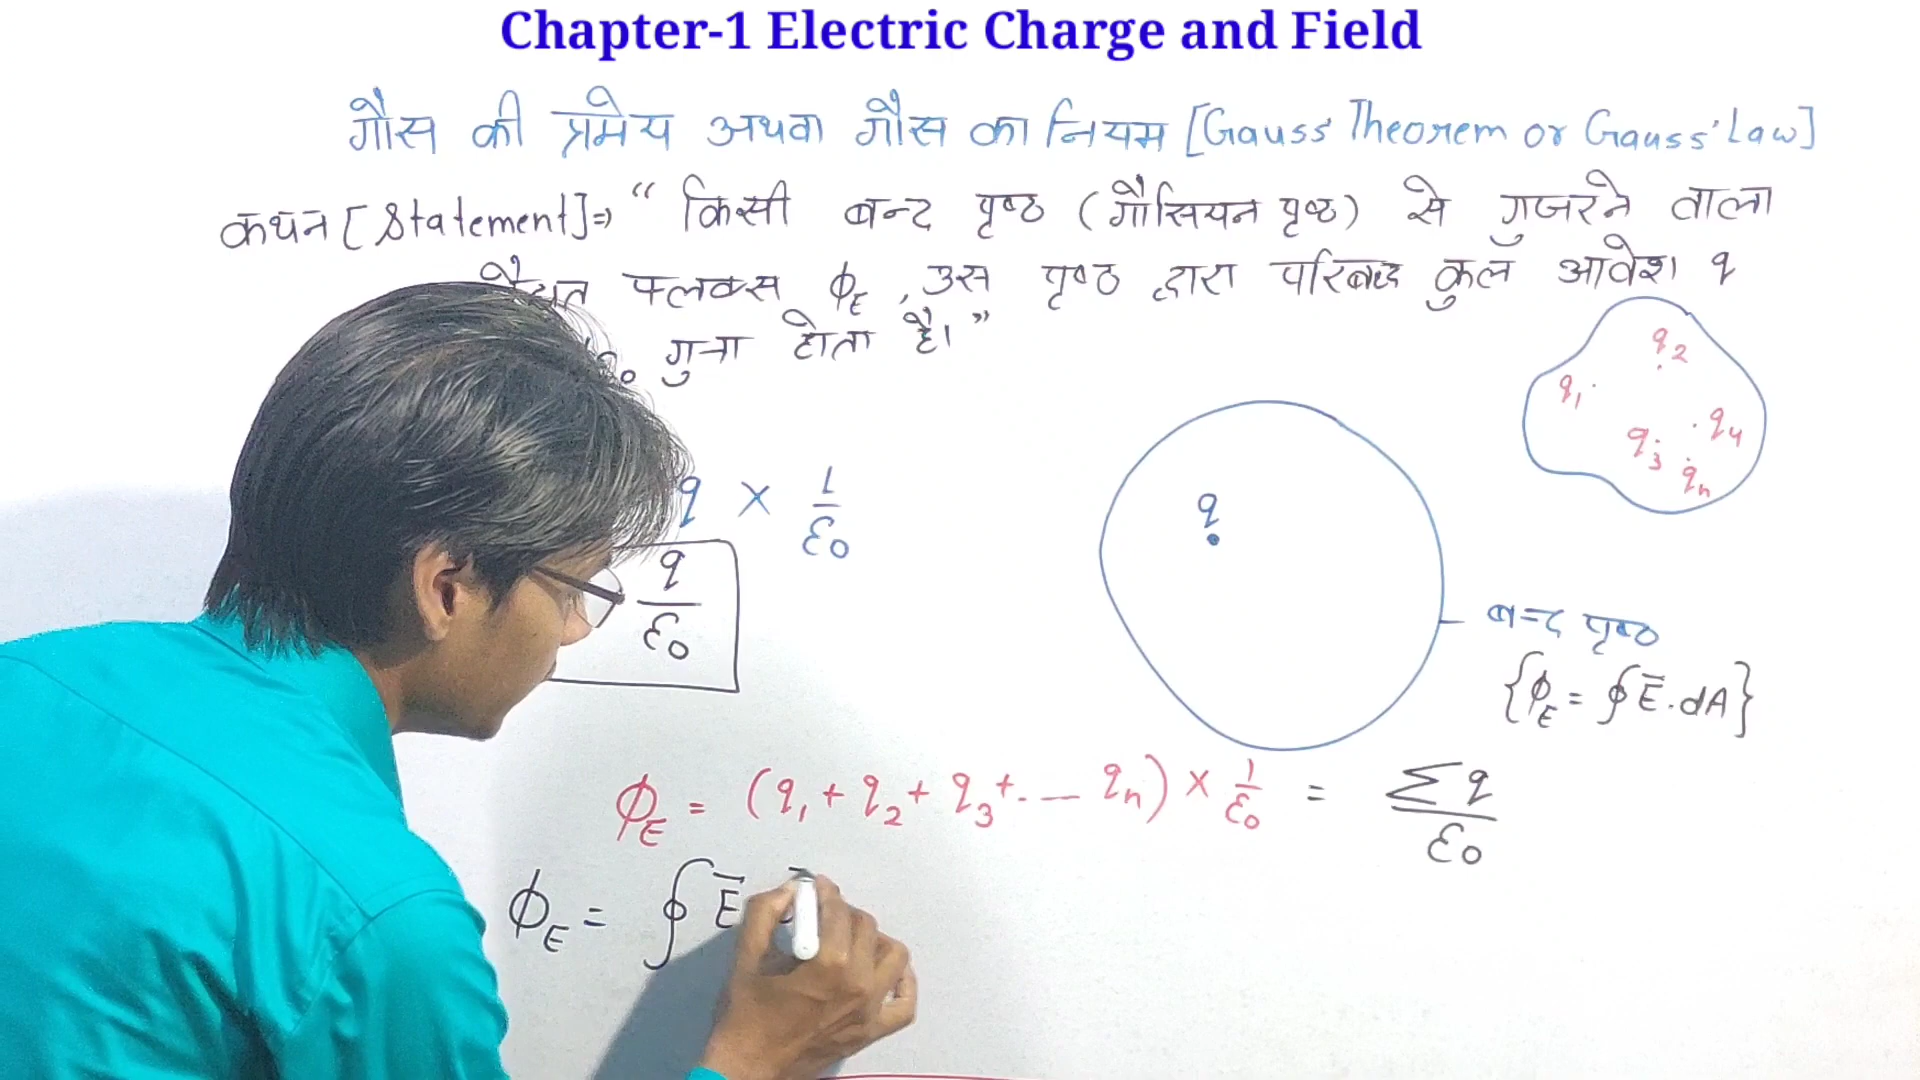 Chapter-1 Electric Charge and Field
गौस की प्रमेय अथवा गौस का नियम [Gauss' Theorem or Gauss' Law]
कथन [Statement]⇒ “ किसी बन्द पृष्ठ (गौसियन पृष्ठ) से गुजरने वाला
फ्लक्स ϕE , उस पृष्ठ द्वारा परिबद्ध कुल आवेश q
गुना होता है। ”
q2
q1
q4
q3
qn
q × 1/ε0
q
q/ε0
बन्द पृष्ठ
{ϕE = ∮Ē.dA}
ϕE = (q1 + q2 + q3 +.-- qn) × 1/ε0 = Σq/ε0
ϕE = ∮Ē